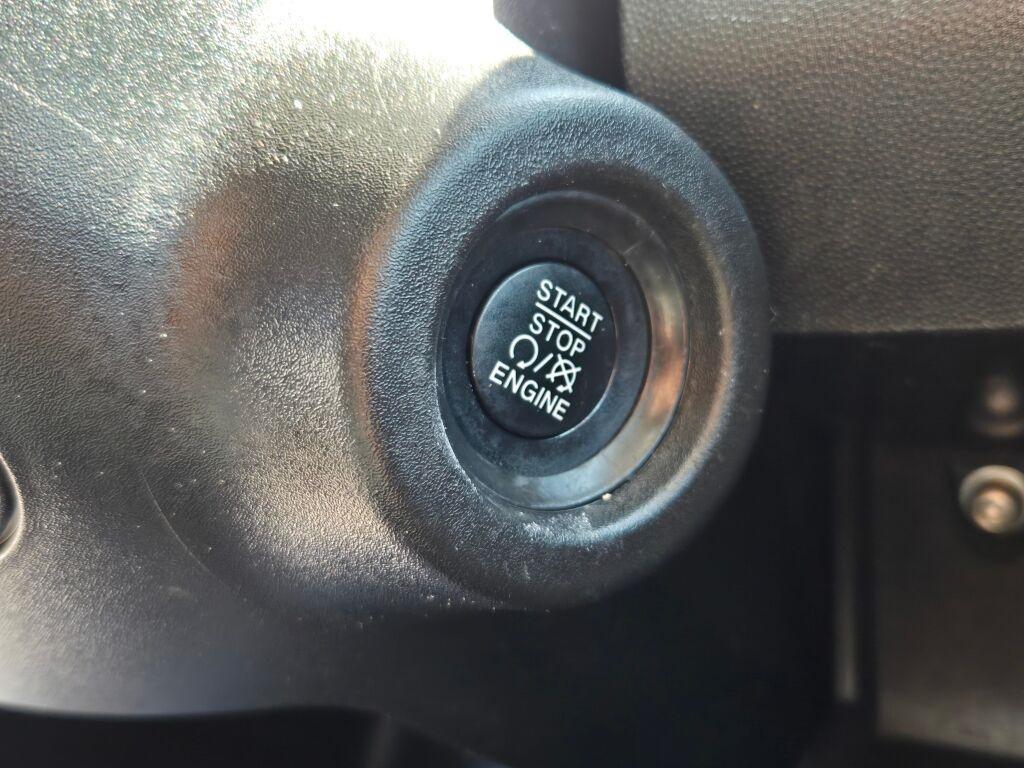 START
STOP
/
ENGINE